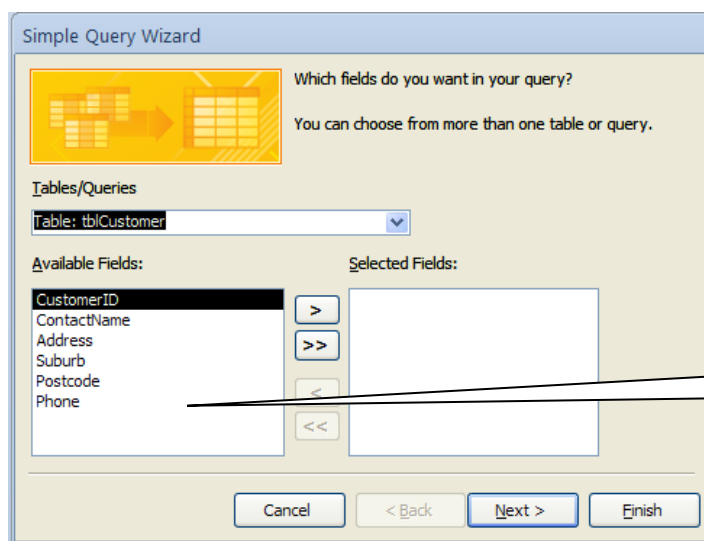 Simple Query Wizard
Which fields do you want in your query?
You can choose from more than one table or query.
Tables/Queries
Table: tblCustomer
Available Fields:
Selected Fields:
CustomerID
ContactName
Address
Suburb
Postcode
Phone
>
>>
<
<<
Cancel
< Back
Next >
Finish